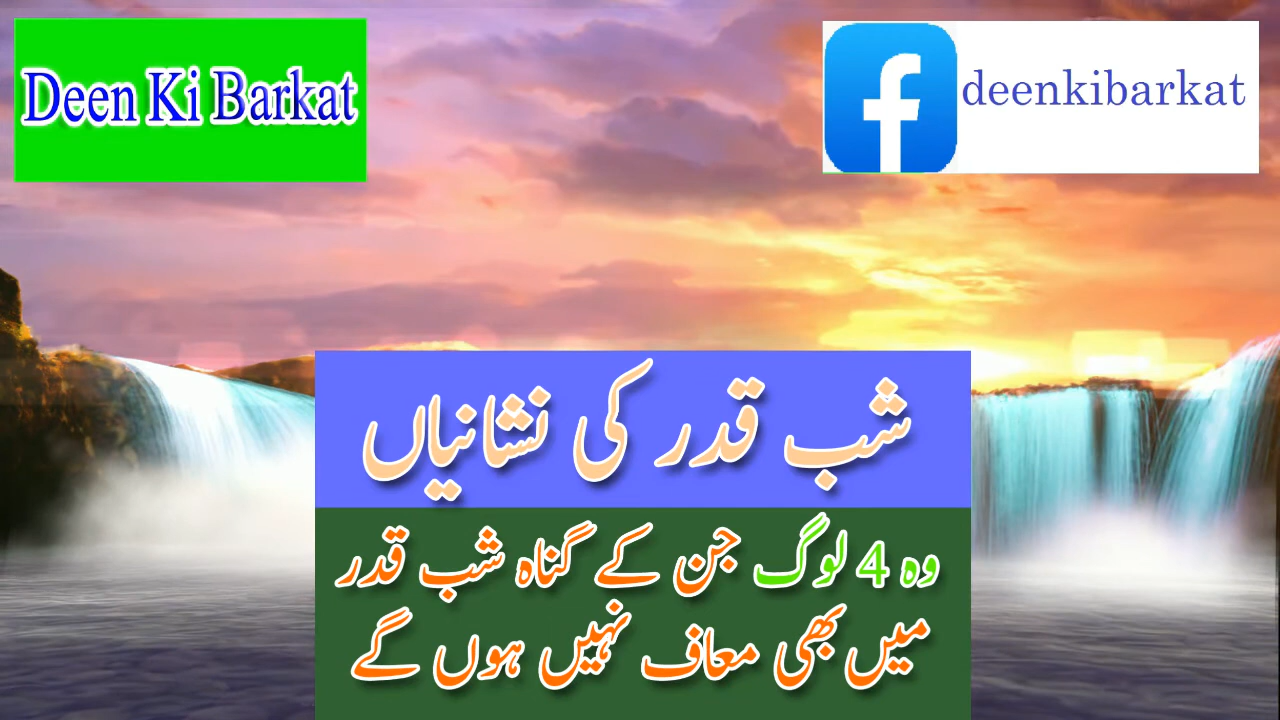 Deen Ki Barkat
deenkibarkat
شب قدر کی نشانیاں
وہ 4 لوگ جن کے گناہ شب قدر
میں بھی معاف نہیں ہوں گے